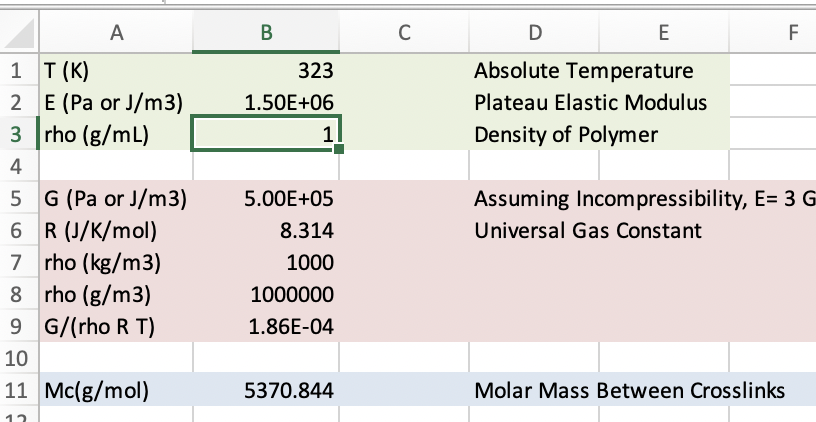 A B C D E F
1 T (K) 323 Absolute Temperature
2 E (Pa or J/m3) 1.50E+06 Plateau Elastic Modulus
3 rho (g/mL) 1 Density of Polymer
4
5 G (Pa or J/m3) 5.00E+05 Assuming Incompressibility, E= 3 G
6 R (J/K/mol) 8.314 Universal Gas Constant
7 rho (kg/m3) 1000
8 rho (g/m3) 1000000
9 G/(rho R T) 1.86E-04
10
11 Mc(g/mol) 5370.844 Molar Mass Between Crosslinks
12